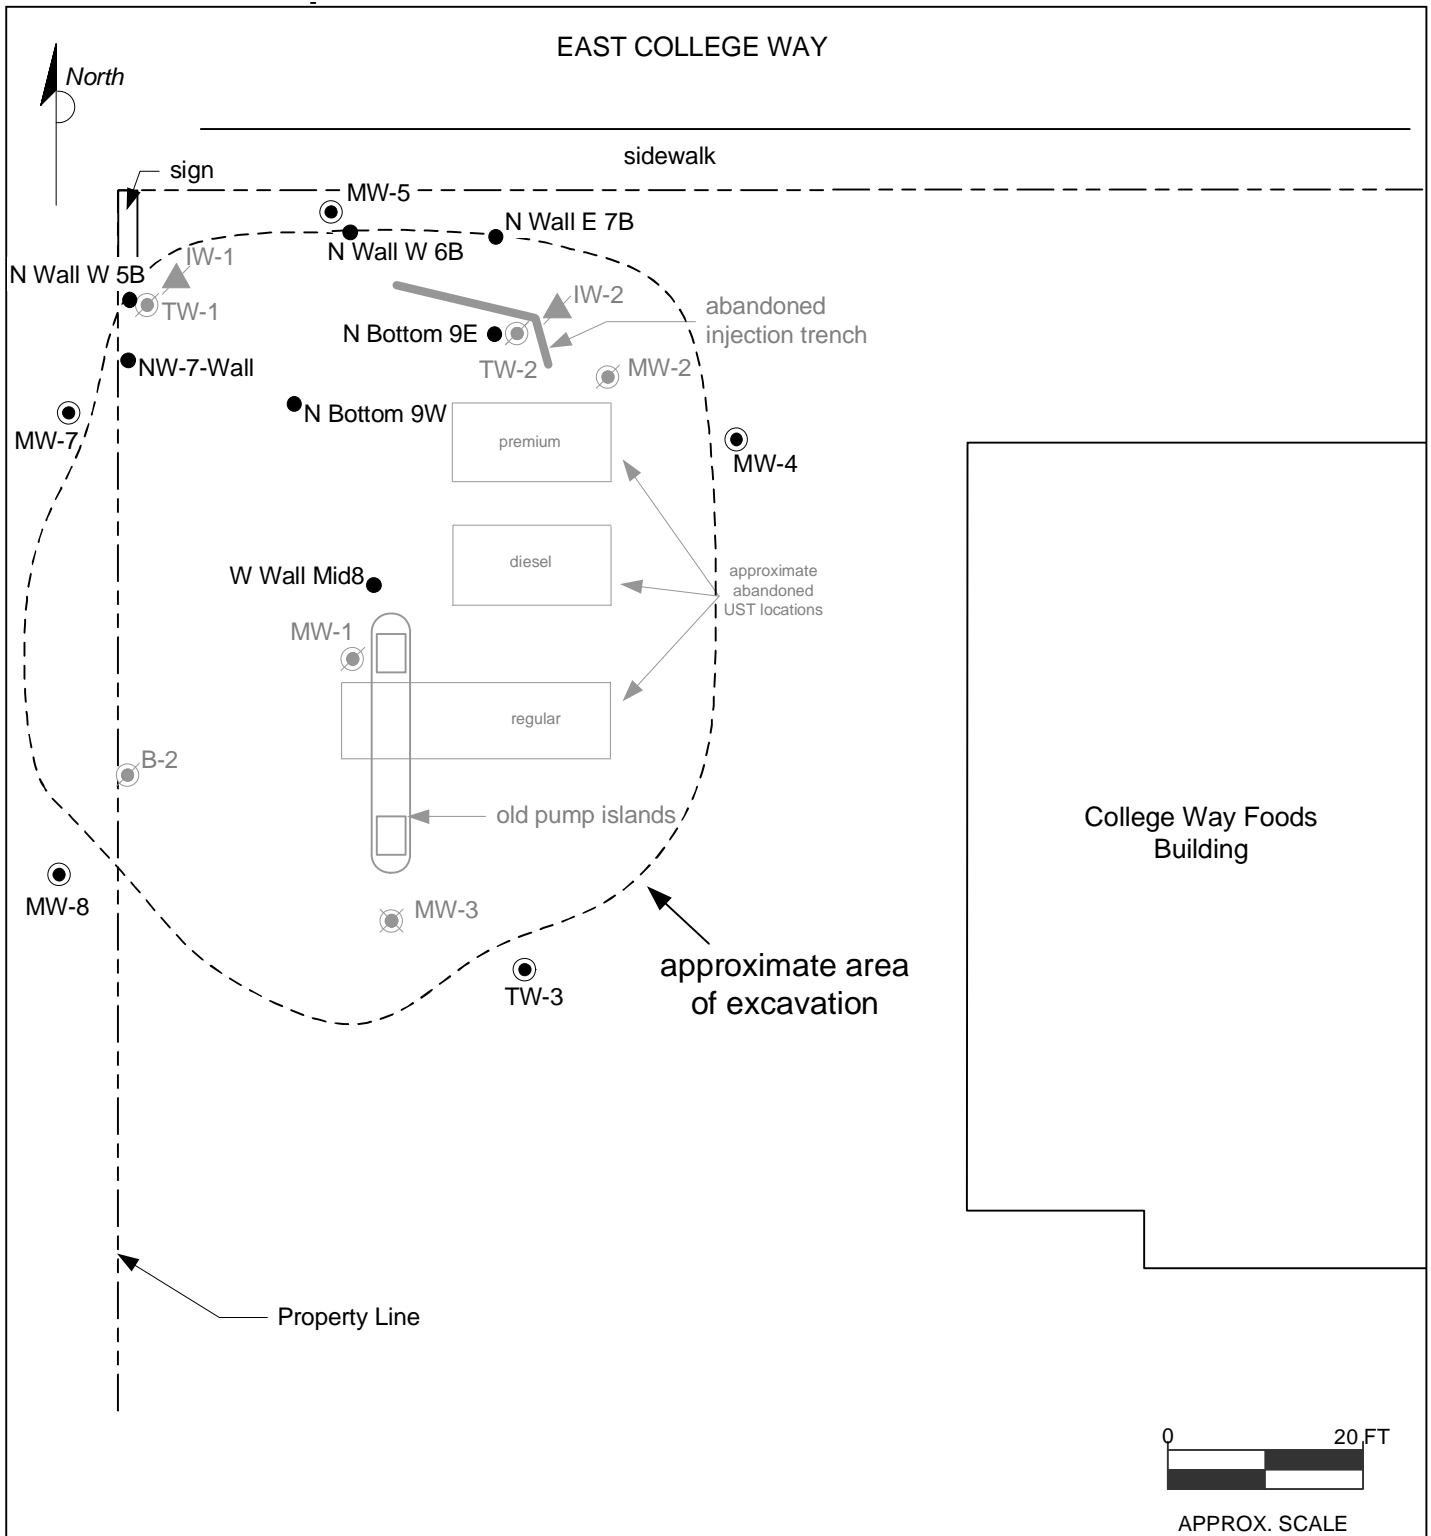 EAST COLLEGE WAY
North
sidewalk
sign
MW-5
N Wall E 7B
N Wall W 6B
IW-1
N Wall W 5B
TW-1
IW-2
abandoned
injection trench
N Bottom 9E
TW-2
MW-2
NW-7-Wall
N Bottom 9W
MW-7
premium
MW-4
diesel
W Wall Mid8
approximate
abandoned
UST locations
MW-1
regular
B-2
old pump islands
College Way Foods
Building
MW-8
MW-3
approximate area
of excavation
TW-3
Property Line
0 20 FT
APPROX. SCALE